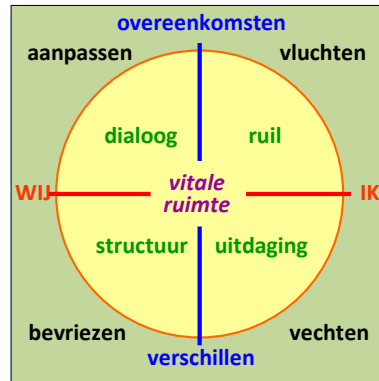 overeenkomsten
aanpassen vluchten
dialoog ruil
WIJ vitale IK
ruimte
structuur uitdaging
bevriezen vechten
verschillen